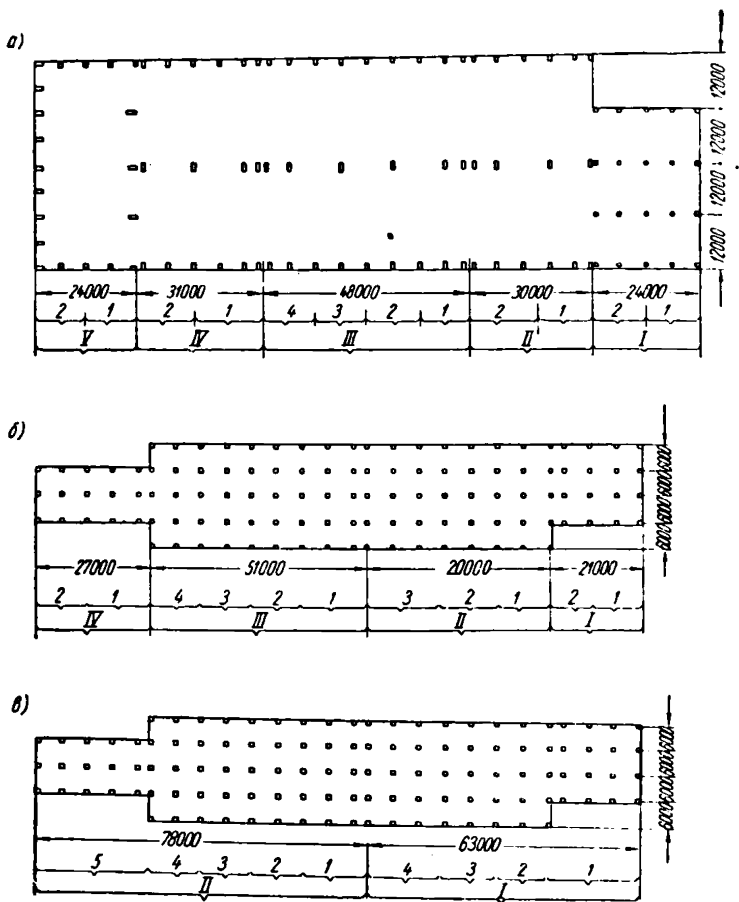 а)
12000
12000
12000
12000
24000 31000 48000 30000 24000
2 1 2 1 4 3 2 1 2 1 2 1
V IV III II I
б)
6000 6000 6000 6000
27000 51000 20000 21000
2 1 4 3 2 1 3 2 1 2 1
IV III II I
в)
6000 6000 6000 6000
78000 63000
5 4 3 2 1 4 3 2 1
II I